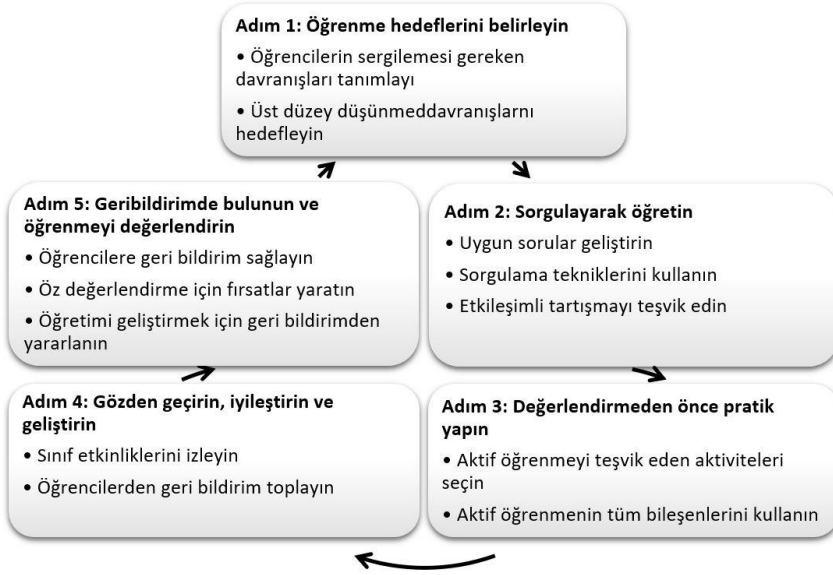 Adım 1: Öğrenme hedeflerini belirleyin
• Öğrencilerin sergilemesi gereken
davranışları tanımlayı
• Üst düzey düşünmeddavranışlarnı
hedefleyin
Adım 2: Sorgulayarak öğretin
• Uygun sorular geliştirin
• Sorgulama tekniklerini kullanın
• Etkileşimli tartışmayı teşvik edin
Adım 3: Değerlendirmeden önce pratik
yapın
• Aktif öğrenmeyi teşvik eden aktiviteleri
seçin
• Aktif öğrenmenin tüm bileşenlerini kullanın
Adım 4: Gözden geçirin, iyileştirin ve
geliştirin
• Sınıf etkinliklerini izleyin
• Öğrencilerden geri bildirim toplayın
Adım 5: Geribildirimde bulunun ve
öğrenmeyi değerlendirin
• Öğrencilere geri bildirim sağlayın
• Öz değerlendirme için fırsatlar yaratın
• Öğretimi geliştirmek için geri bildirimden
yararlanın